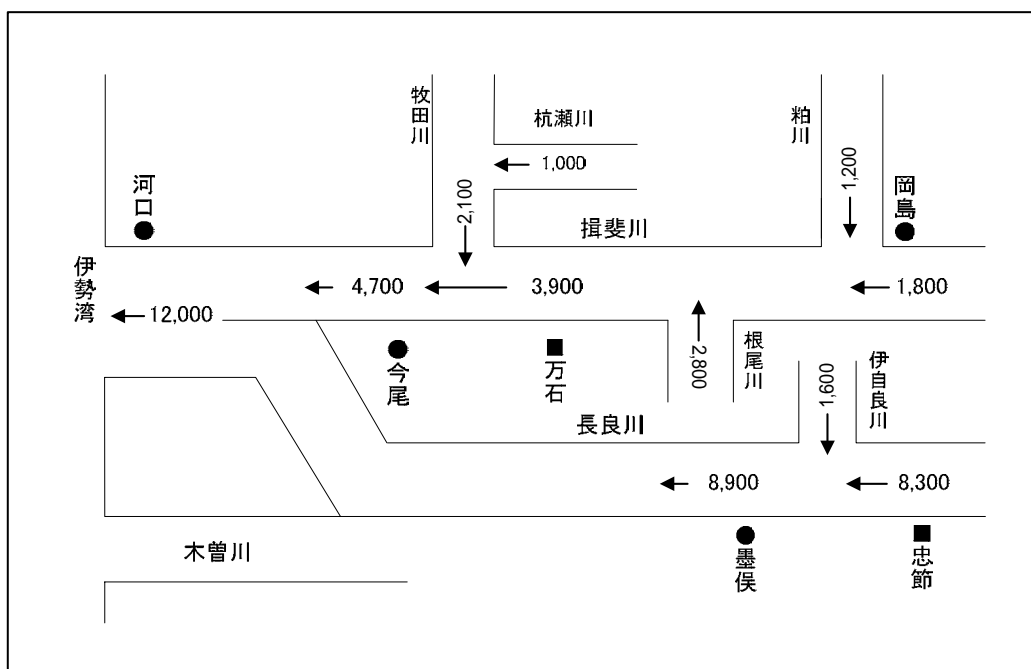 牧田川
杭瀬川
粕川
1,000
1,200
河口
岡島
2,100
揖斐川
伊勢湾
4,700
3,900
1,800
12,000
今尾
万石
2,800
根尾川
1,600
伊自良川
長良川
8,900
8,300
木曽川
墨俣
忠節